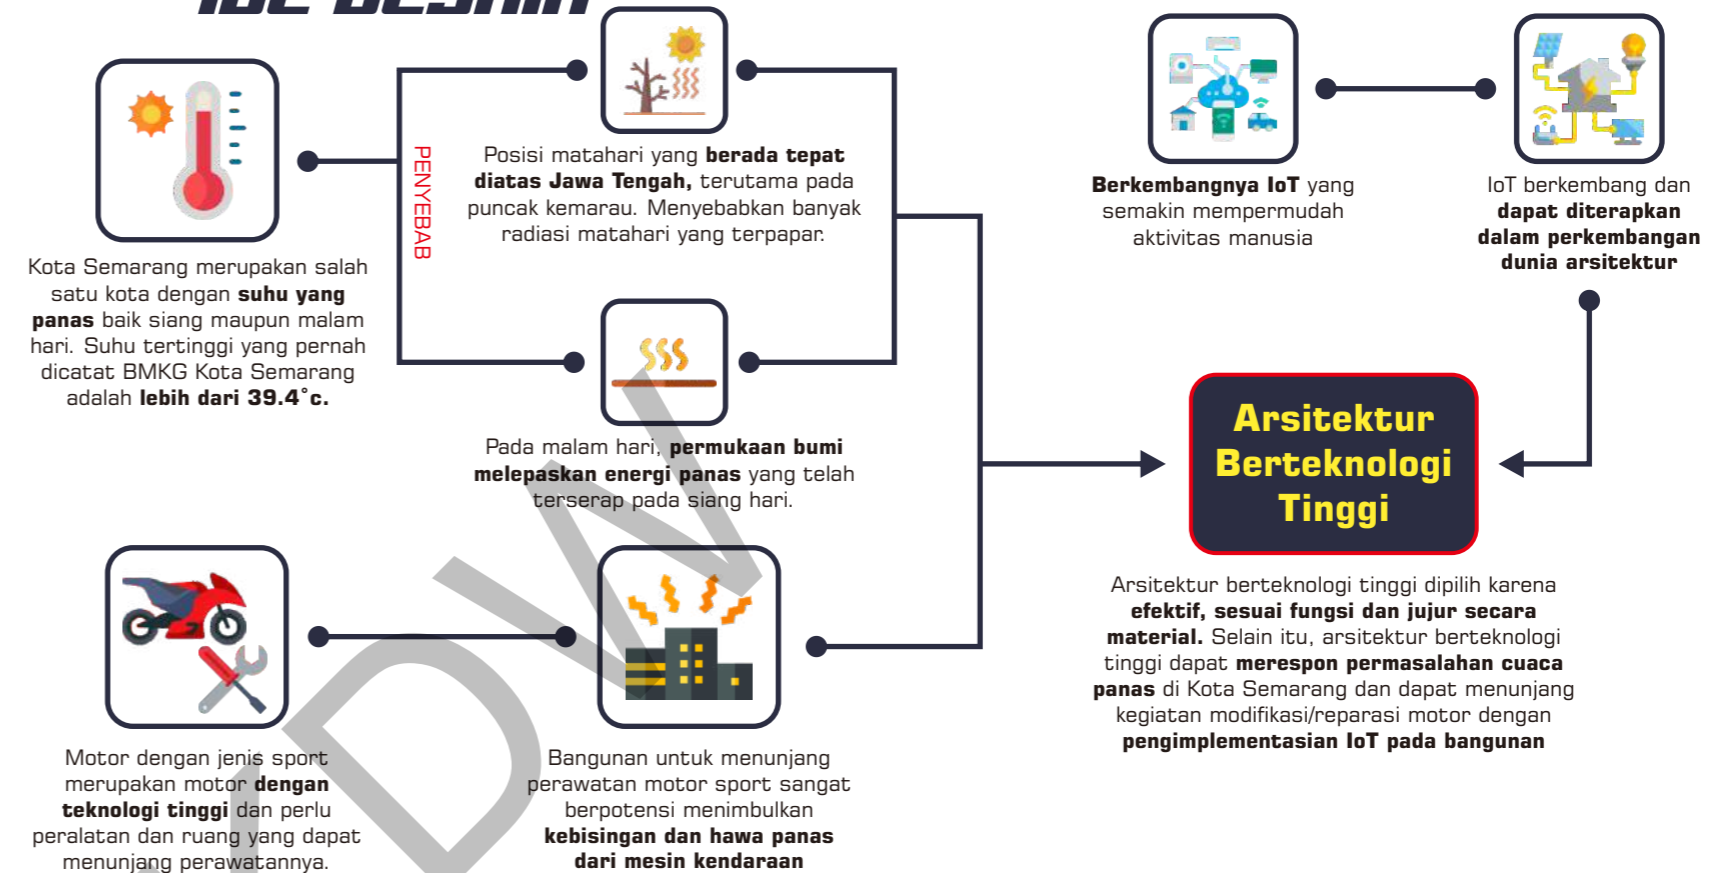 Kota Semarang merupakan salah
satu kota dengan suhu yang
panas baik siang maupun malam
hari. Suhu tertinggi yang pernah
dicatat BMKG Kota Semarang
adalah lebih dari 39.4°c.
PENYEBAB
Posisi matahari yang berada tepat
diatas Jawa Tengah, terutama pada
puncak kemarau. Menyebabkan banyak
radiasi matahari yang terpapar.
Pada malam hari, permukaan bumi
melepaskan energi panas yang telah
terserap pada siang hari.
Motor dengan jenis sport
merupakan motor dengan
teknologi tinggi dan perlu
peralatan dan ruang yang dapat
menunjang perawatannya.
Bangunan untuk menunjang
perawatan motor sport sangat
berpotensi menimbulkan
kebisingan dan hawa panas
dari mesin kendaraan
Berkembangnya IoT yang
semakin mempermudah
aktivitas manusia
IoT berkembang dan
dapat diterapkan
dalam perkembangan
dunia arsitektur
Arsitektur
Berteknologi
Tinggi
Arsitektur berteknologi tinggi dipilih karena
efektif, sesuai fungsi dan jujur secara
material. Selain itu, arsitektur berteknologi
tinggi dapat merespon permasalahan cuaca
panas di Kota Semarang dan dapat menunjang
kegiatan modifikasi/reparasi motor dengan
pengimplementasian IoT pada bangunan
DW